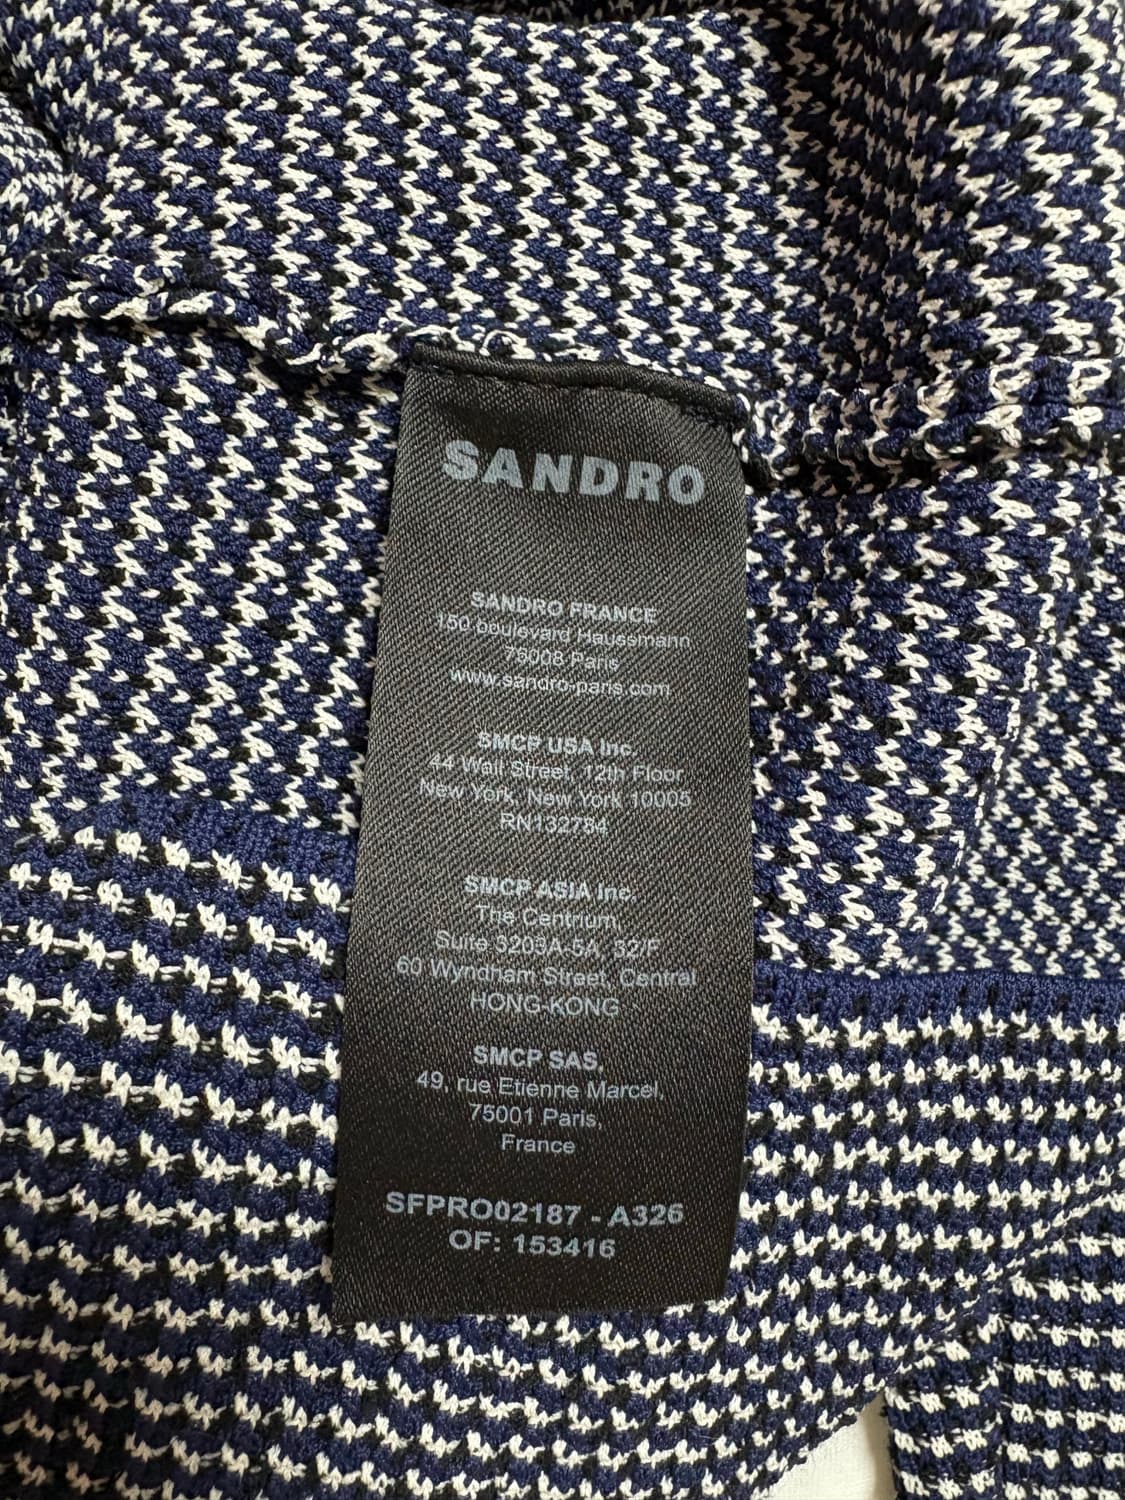 SANDRO
SANDRO FRANCE
150 boulevard Haussmann
75008 Paris
www.sandro-paris.com
SMCP USA Inc.
44 Wall Street, 12th Floor
New York, New York 10005
RN132784
SMCP ASIA Inc.
The Centrum,
Suite 3203A-5A, 32/F
60 Wyndham Street, Central
HONG-KONG
SMCP SAS,
49, rue Etienne Marcel,
75001 Paris,
France
SFPRO02187 - A326
OF: 153416